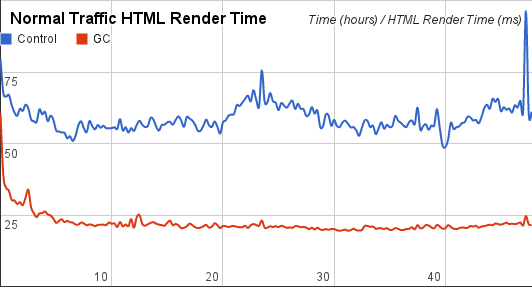 Normal Traffic HTML Render Time
Time (hours) / HTML Render Time (ms)
Control GC
75
50
25
10 20 30 40